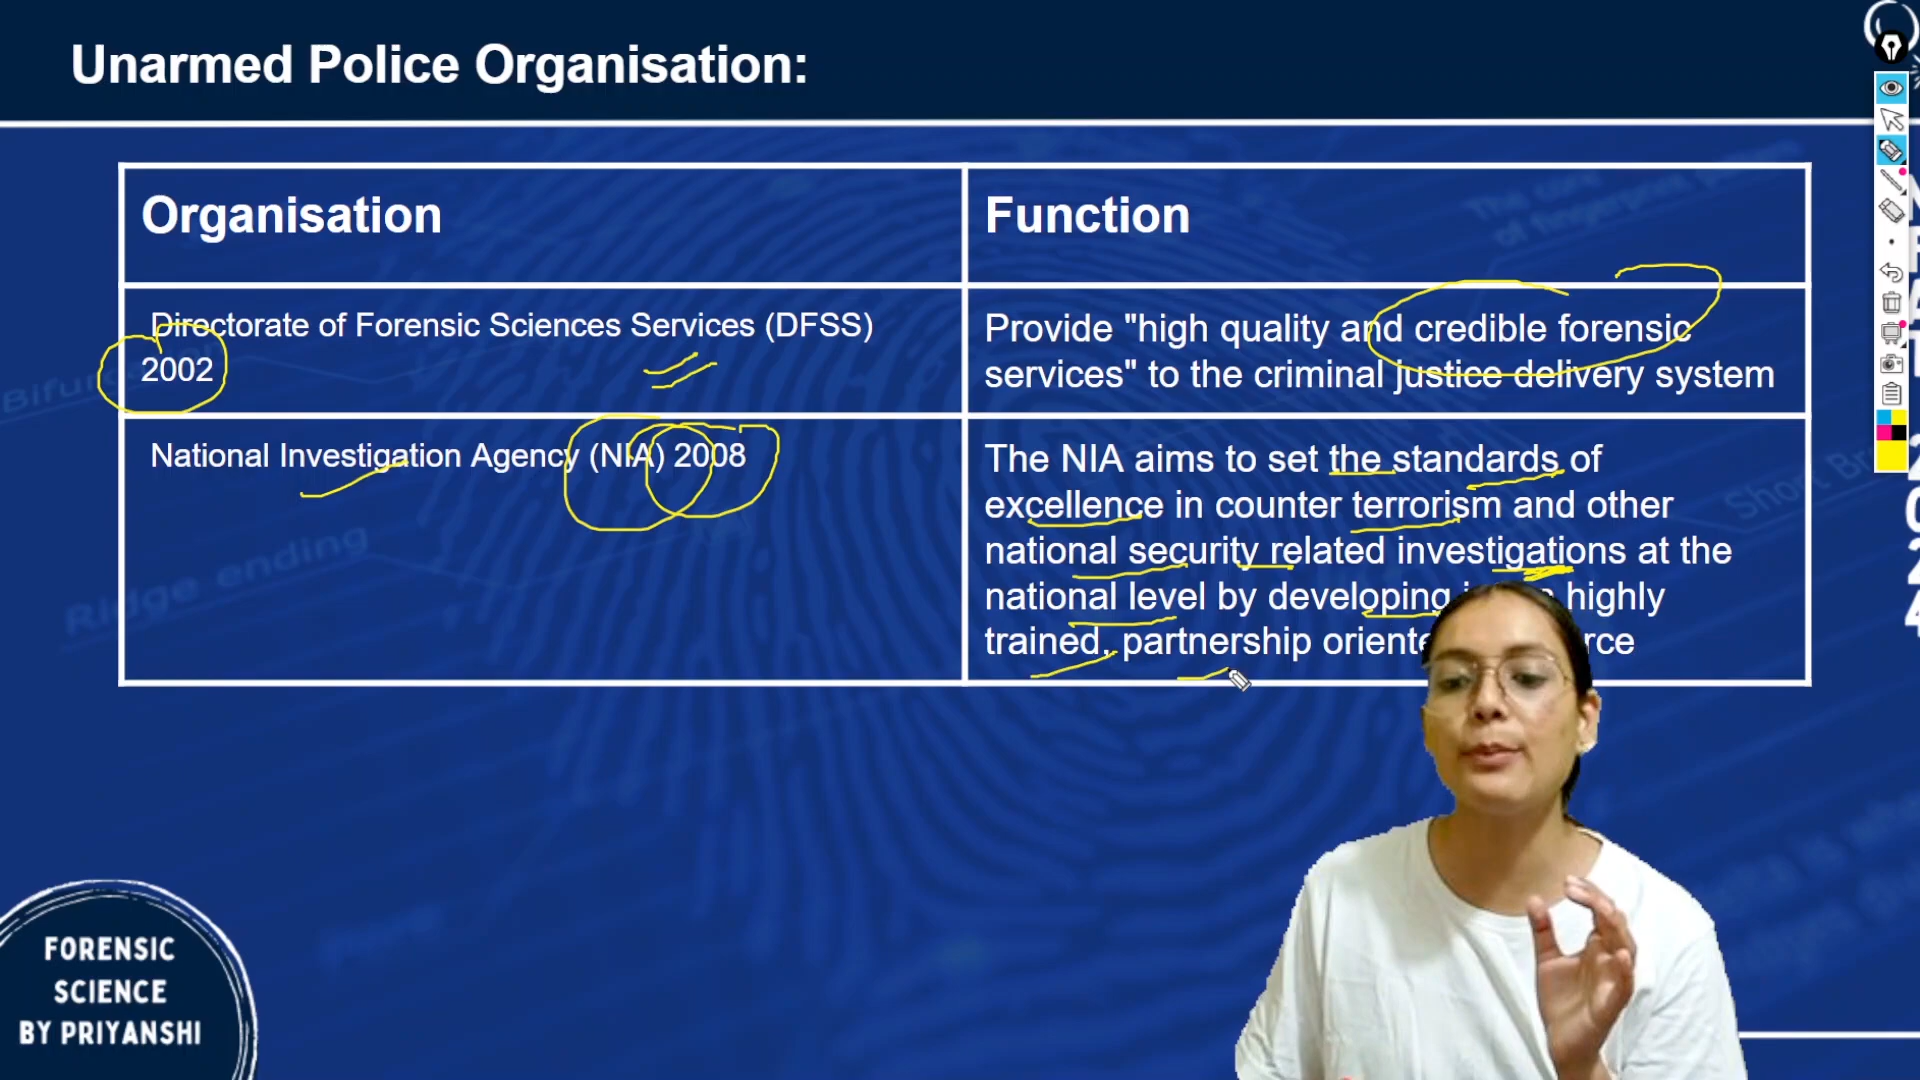 Unarmed Police Organisation:
Organisation
Function
Directorate of Forensic Sciences Services (DFSS)
2002
Provide "high quality and credible forensic
services" to the criminal justice delivery system
National Investigation Agency (NIA) 2008
The NIA aims to set the standards of
excellence in counter terrorism and other
national security related investigations at the
national level by developing highly
trained, partnership
Ridge ending
FORENSIC
SCIENCE
BY PRIYANSHI